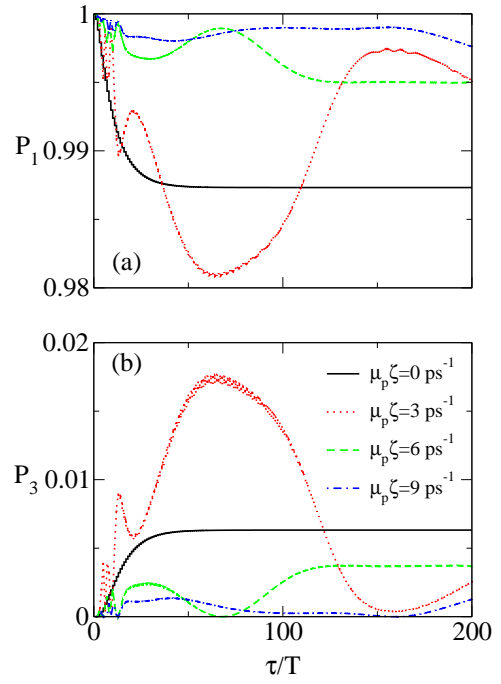 1
0.99
0.98
P₁
(a)
0.02
0.01
0
P₃
(b)
μₚζ=0 ps⁻¹
μₚζ=3 ps⁻¹
μₚζ=6 ps⁻¹
μₚζ=9 ps⁻¹
0 100 200
τ/T